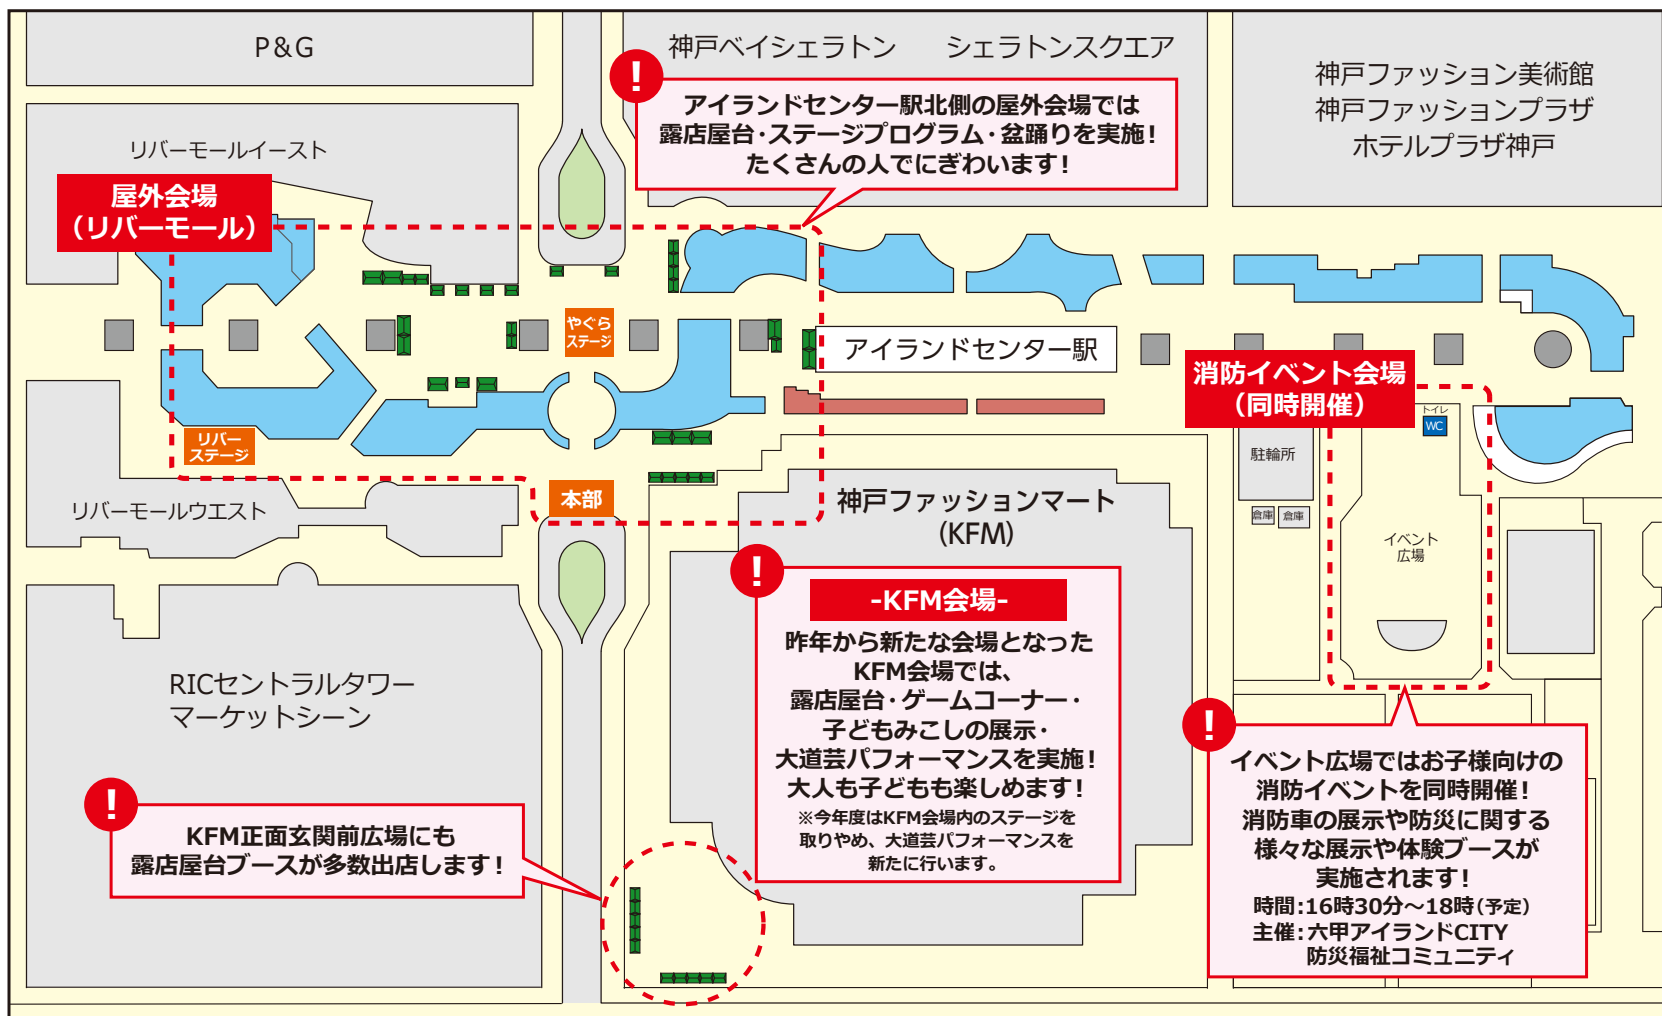 P&G
神戸ベイシェラトン　シェラトンスクエア
神戸ファッション美術館
神戸ファッションプラザ
ホテルプラザ神戸
!
アイランドセンター駅北側の屋外会場では
露店屋台・ステージプログラム・盆踊りを実施！
たくさんの人でにぎわいます！
リバーモールイースト
屋外会場
（リバーモール）
やぐら
ステージ
アイランドセンター駅
消防イベント会場
（同時開催）
トイレ
WC
リバー
ステージ
駐輪所
倉庫
倉庫
イベント
広場
本部
リバーモールウエスト
神戸ファッションマート
(KFM)
!
-KFM会場-
昨年から新たな会場となった
KFM会場では、
露店屋台・ゲームコーナー・
子どもみこしの展示・
大道芸パフォーマンスを実施！
大人も子どもも楽しめます！
※今年度はKFM会場内のステージを
取りやめ、大道芸パフォーマンスを
新たに行います。
RICセントラルタワー
マーケットシーン
!
KFM正面玄関前広場にも
露店屋台ブースが多数出店します！
!
イベント広場ではお子様向けの
消防イベントを同時開催！
消防車の展示や防災に関する
様々な展示や体験ブースが
実施されます！
時間：16時30分～18時（予定）
主催：六甲アイランドCITY
防災福祉コミュニティ